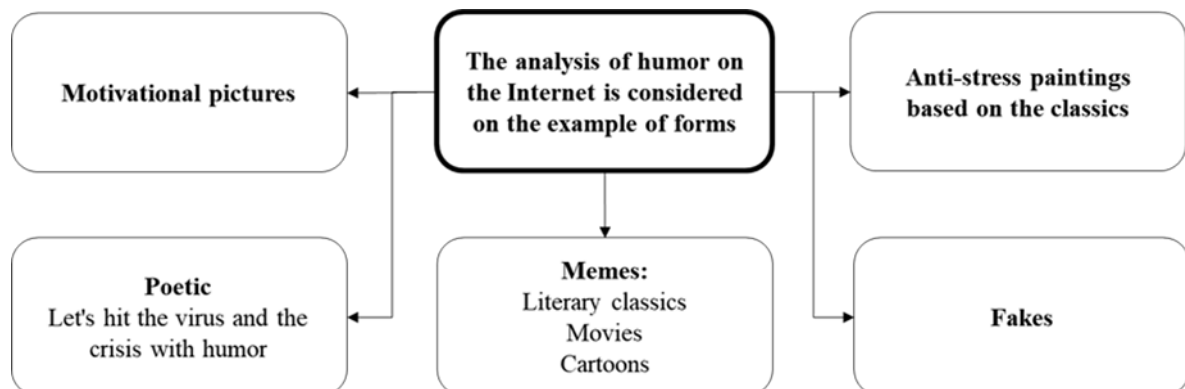 Motivational pictures
The analysis of humor on
the Internet is considered
on the example of forms
Anti-stress paintings
based on the classics
Poetic
Let's hit the virus and the
crisis with humor
Memes:
Literary classics
Movies
Cartoons
Fakes